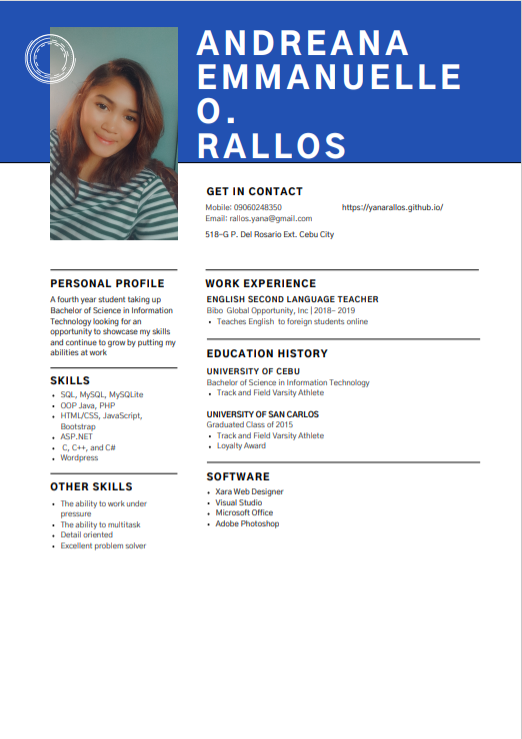 ANDREANA
EMMANUELLE
O.
RALLOS
GET IN CONTACT
Mobile: 09060248350
https://yanarallos.github.io/
Email: rallos.yana@gmail.com
518-G P. Del Rosario Ext. Cebu City
PERSONAL PROFILE
A fourth year student taking up
Bachelor of Science in Information
Technology looking for an
opportunity to showcase my skills
and continue to grow by putting my
abilities at work
SKILLS
• SQL, MySQL, MySQLite
• OOP Java, PHP
• HTML/CSS, JavaScript,
Bootstrap
• ASP.NET
• C, C++, and C#
• Wordpress
OTHER SKILLS
• The ability to work under
pressure
• The ability to multitask
• Detail oriented
• Excellent problem solver
WORK EXPERIENCE
ENGLISH SECOND LANGUAGE TEACHER
Bibo Global Opportunity, Inc | 2018- 2019
• Teaches English to foreign students online
EDUCATION HISTORY
UNIVERSITY OF CEBU
Bachelor of Science in Information Technology
• Track and Field Varsity Athlete
UNIVERSITY OF SAN CARLOS
Graduated Class of 2015
• Track and Field Varsity Athlete
• Loyalty Award
SOFTWARE
• Xara Web Designer
• Visual Studio
• Microsoft Office
• Adobe Photoshop